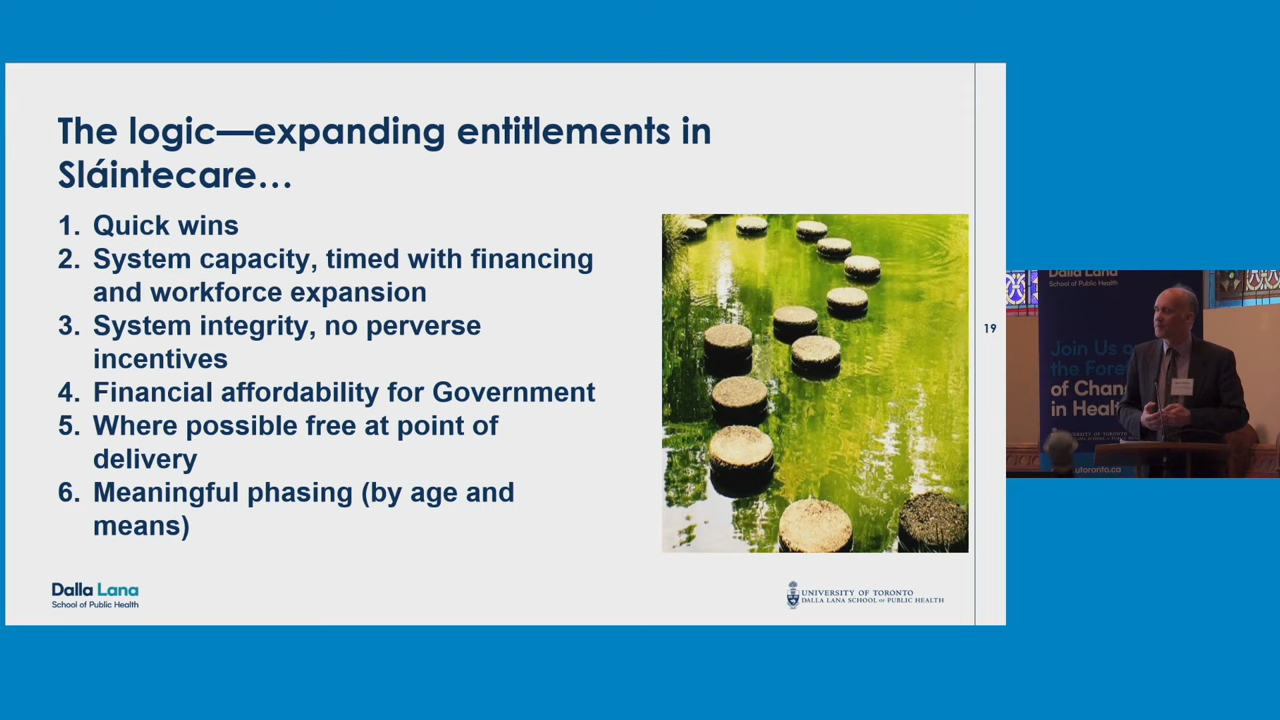 The logic—expanding entitlements in
Sláintecare…
1. Quick wins
2. System capacity, timed with financing
and workforce expansion
3. System integrity, no perverse
incentives
4. Financial affordability for Government
5. Where possible free at point of
delivery
6. Meaningful phasing (by age and
means)
Dalla Lana
School of Public Health
UNIVERSITY OF TORONTO
DALLA LANA SCHOOL OF PUBLIC HEALTH
19
Dalla Lana
School of Public Health
Join Us
the
of
in
utoronto.ca